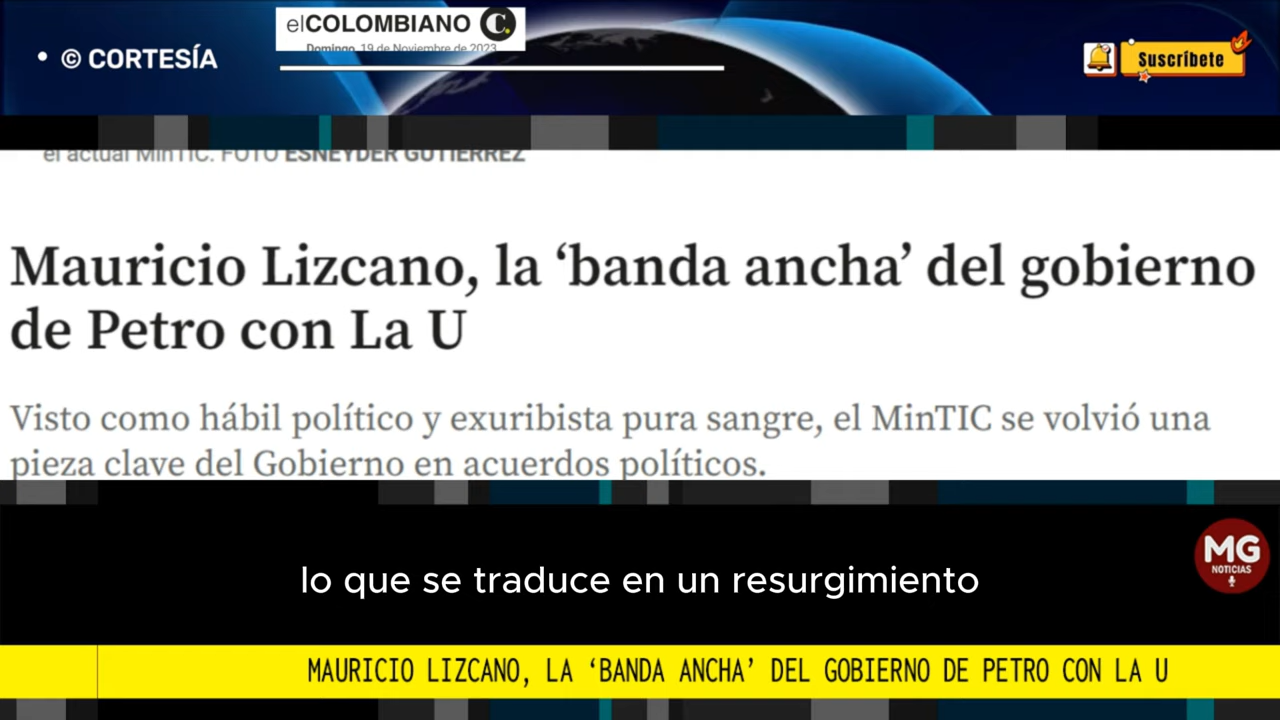 elCOLOMBIANO C
Domingo, 19 de Noviembre de 2023
• © CORTESÍA
Suscríbete
el actual MinTIC. FOTO ESNEYDER GUTIÉRREZ
Mauricio Lizcano, la ‘banda ancha’ del gobierno
de Petro con La U
Visto como hábil político y exuribista pura sangre, el MinTIC se volvió una
pieza clave del Gobierno en acuerdos políticos.
MG
NOTICIAS
lo que se traduce en un resurgimiento
MAURICIO LIZCANO, LA ‘BANDA ANCHA’ DEL GOBIERNO DE PETRO CON LA U